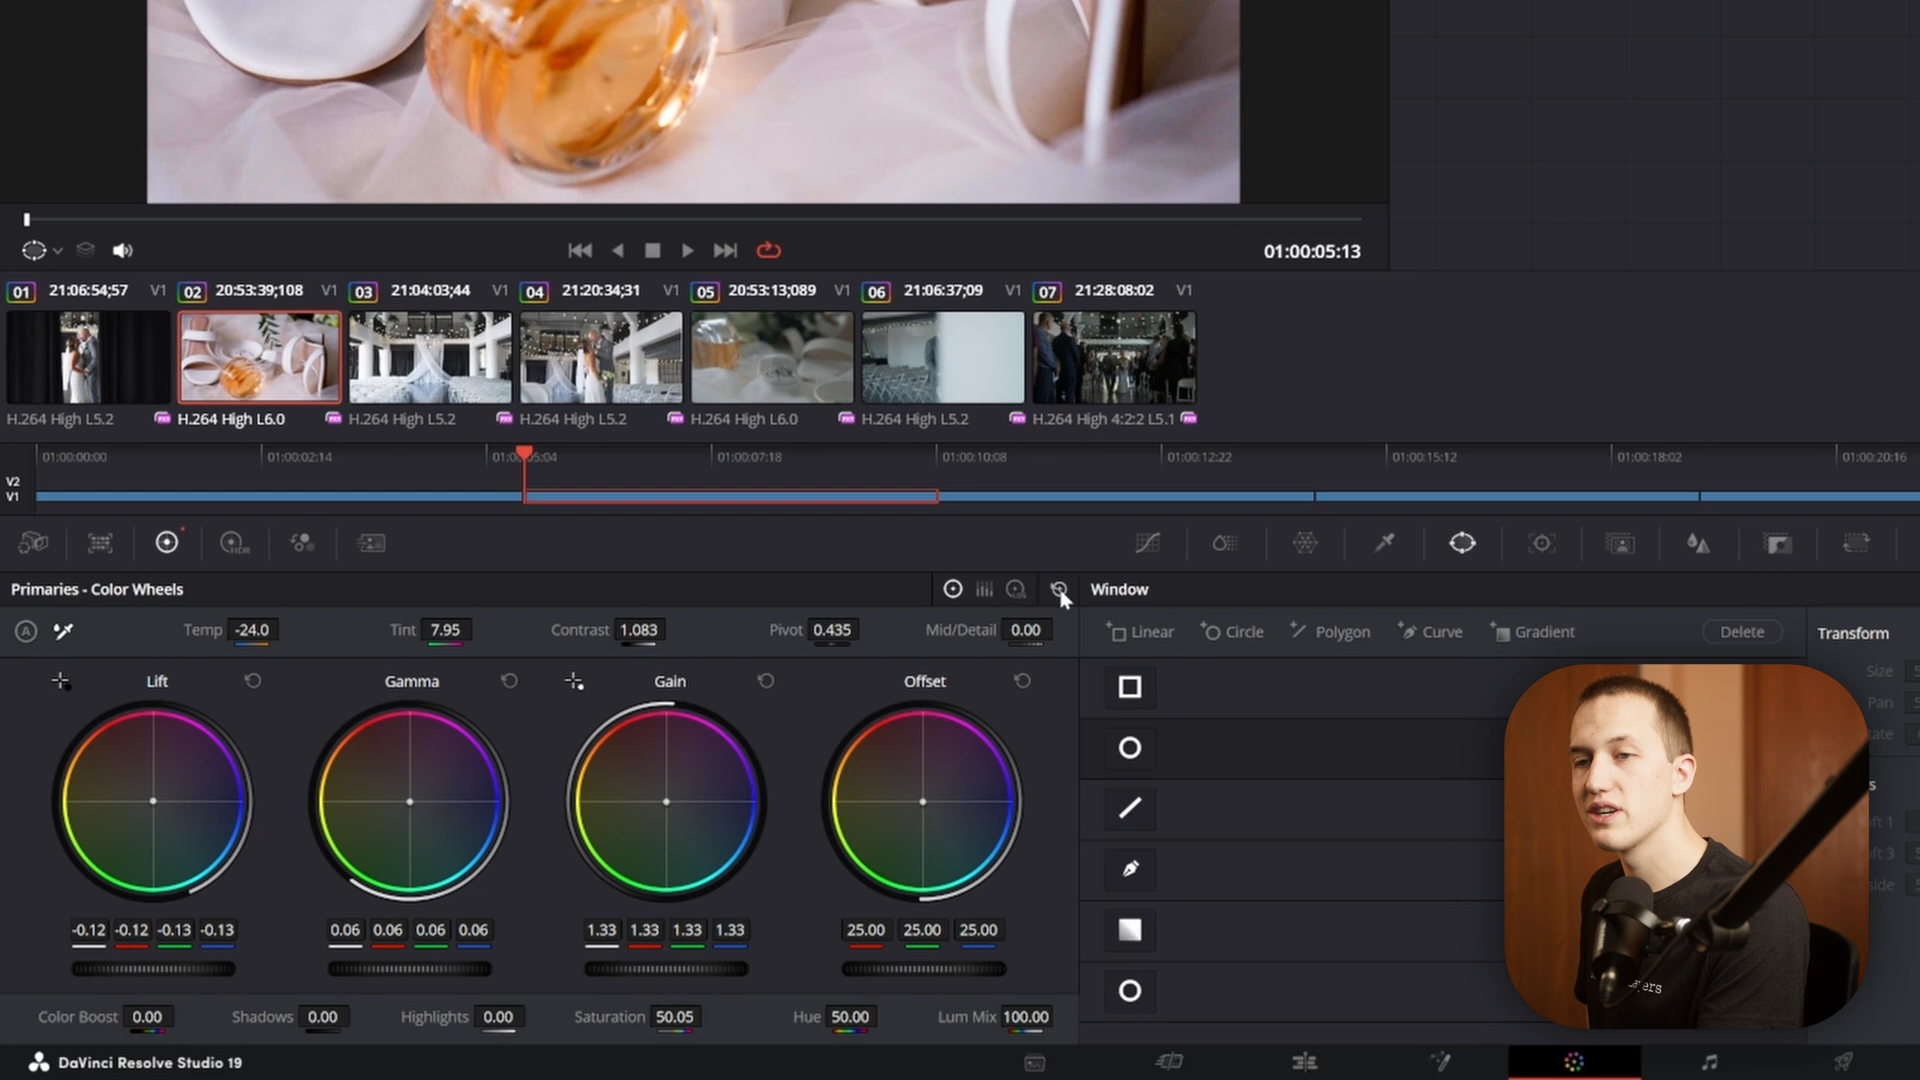 01:00:05:13
01 21:06:54;57 V1 02 20:53:39;108 V1 03 21:04:03;44 V1 04 21:20:34;31 V1 05 20:53:13;089 V1 06 21:06:37;09 V1 07 21:28:08:02 V1
H.264 High L5.2 H.264 High L6.0 H.264 High L5.2 H.264 High L5.2 H.264 High L6.0 H.264 High L5.2 H.264 High 4:2:2 L5.1
01:00:00:00 01:00:02:14 01:00:05:04 01:00:07:18 01:00:10:08 01:00:12:22 01:00:15:12 01:00:18:02 01:00:20:16
V2
V1
HDR
Primaries - Color Wheels Window
A Temp -24.0 Tint 7.95 Contrast 1.083 Pivot 0.435 Mid/Detail 0.00
Linear Circle Polygon Curve Gradient Delete Transform
Lift Gamma Gain Offset
Size
Pan
-0.12 -0.12 -0.13 -0.13 0.06 0.06 0.06 0.06 1.33 1.33 1.33 1.33 25.00 25.00 25.00
Color Boost 0.00 Shadows 0.00 Highlights 0.00 Saturation 50.05 Hue 50.00 Lum Mix 100.00
DaVinci Resolve Studio 19